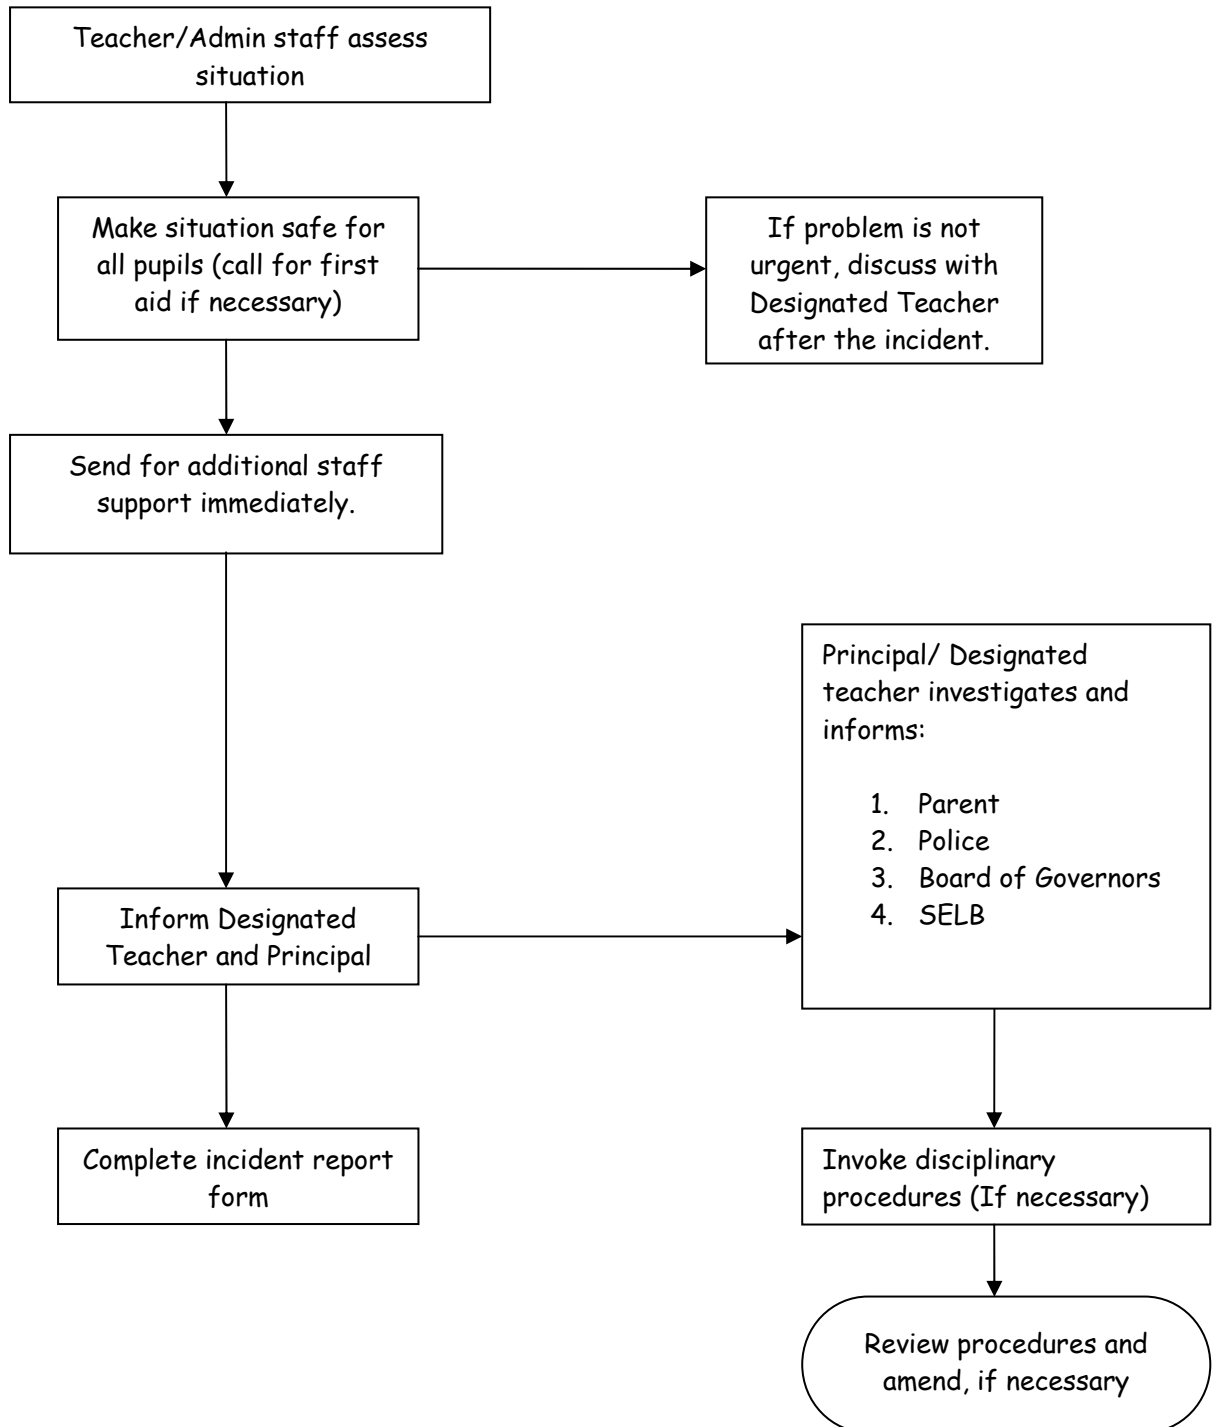 Teacher/Admin staff assess
situation
Make situation safe for
all pupils (call for first
aid if necessary)
If problem is not
urgent, discuss with
Designated Teacher
after the incident.
Send for additional staff
support immediately.
Principal/ Designated
teacher investigates and
informs:
1. Parent
2. Police
3. Board of Governors
4. SELB
Inform Designated
Teacher and Principal
Complete incident report
form
Invoke disciplinary
procedures (If necessary)
Review procedures and
amend, if necessary